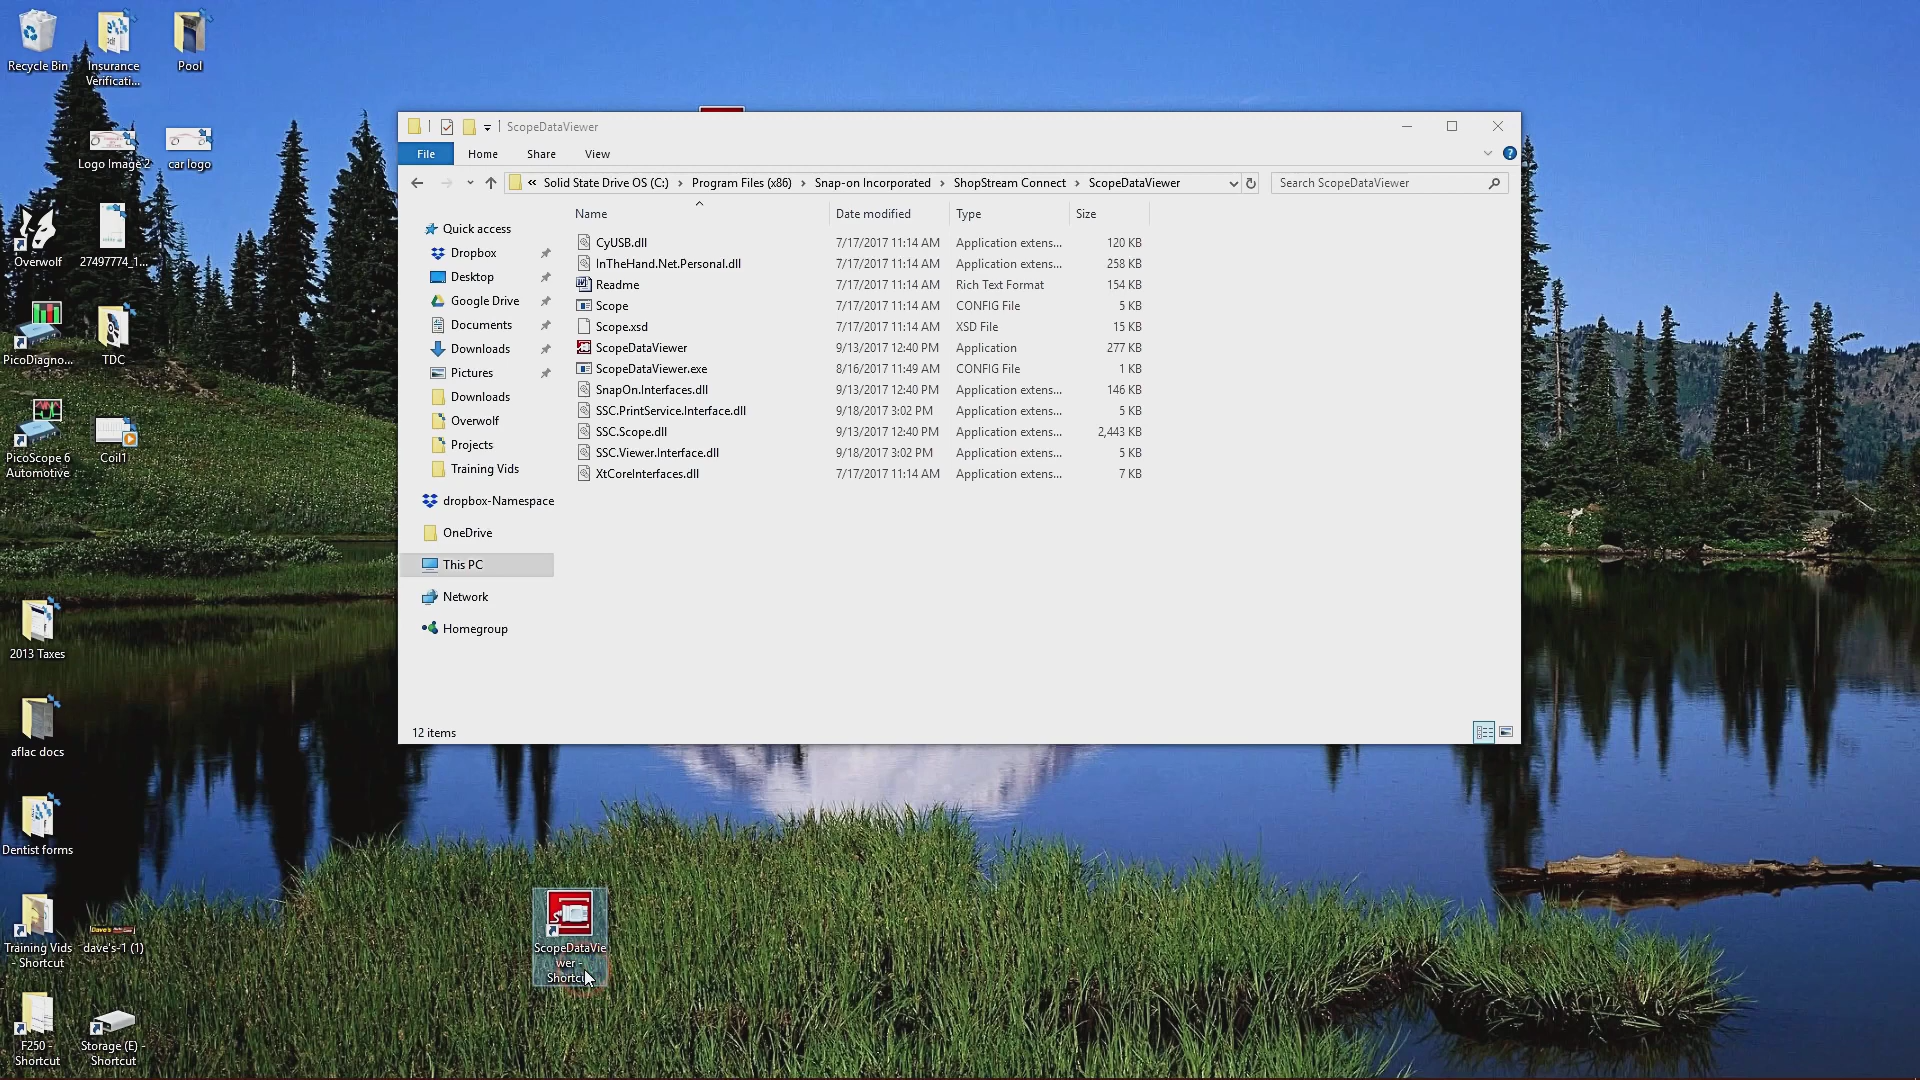 Recycle Bin
Insurance
Verificati...
Pool
Logo Image 2
car logo
Overwolf
27497774_1...
PicoDiagno...
TDC
PicoScope 6
Automotive
Coil1
2013 Taxes
aflac docs
Dentist forms
Training Vids
- Shortcut
dave's-1 (1)
F250 -
Shortcut
Storage (E) -
Shortcut
ScopeDataViewer
File Home Share View
« Solid State Drive OS (C:) › Program Files (x86) › Snap-on Incorporated › ShopStream Connect › ScopeDataViewer
Search ScopeDataViewer
Quick access
Dropbox
Desktop
Google Drive
Documents
Downloads
Pictures
Downloads
Overwolf
Projects
Training Vids
dropbox-Namespace
OneDrive
This PC
Network
Homegroup
Name Date modified Type Size
CyUSB.dll 7/17/2017 11:14 AM Application extens... 120 KB
InTheHand.Net.Personal.dll 7/17/2017 11:14 AM Application extens... 258 KB
Readme 7/17/2017 11:14 AM Rich Text Format 154 KB
Scope 7/17/2017 11:14 AM CONFIG File 5 KB
Scope.xsd 7/17/2017 11:14 AM XSD File 15 KB
ScopeDataViewer 9/13/2017 12:40 PM Application 277 KB
ScopeDataViewer.exe 8/16/2017 11:49 AM CONFIG File 1 KB
SnapOn.Interfaces.dll 9/13/2017 12:40 PM Application extens... 146 KB
SSC.PrintService.Interface.dll 9/18/2017 3:02 PM Application extens... 5 KB
SSC.Scope.dll 9/13/2017 12:40 PM Application extens... 2,443 KB
SSC.Viewer.Interface.dll 9/18/2017 3:02 PM Application extens... 5 KB
XtCoreInterfaces.dll 7/17/2017 11:14 AM Application extens... 7 KB
12 items
ScopeDataVie
wer -